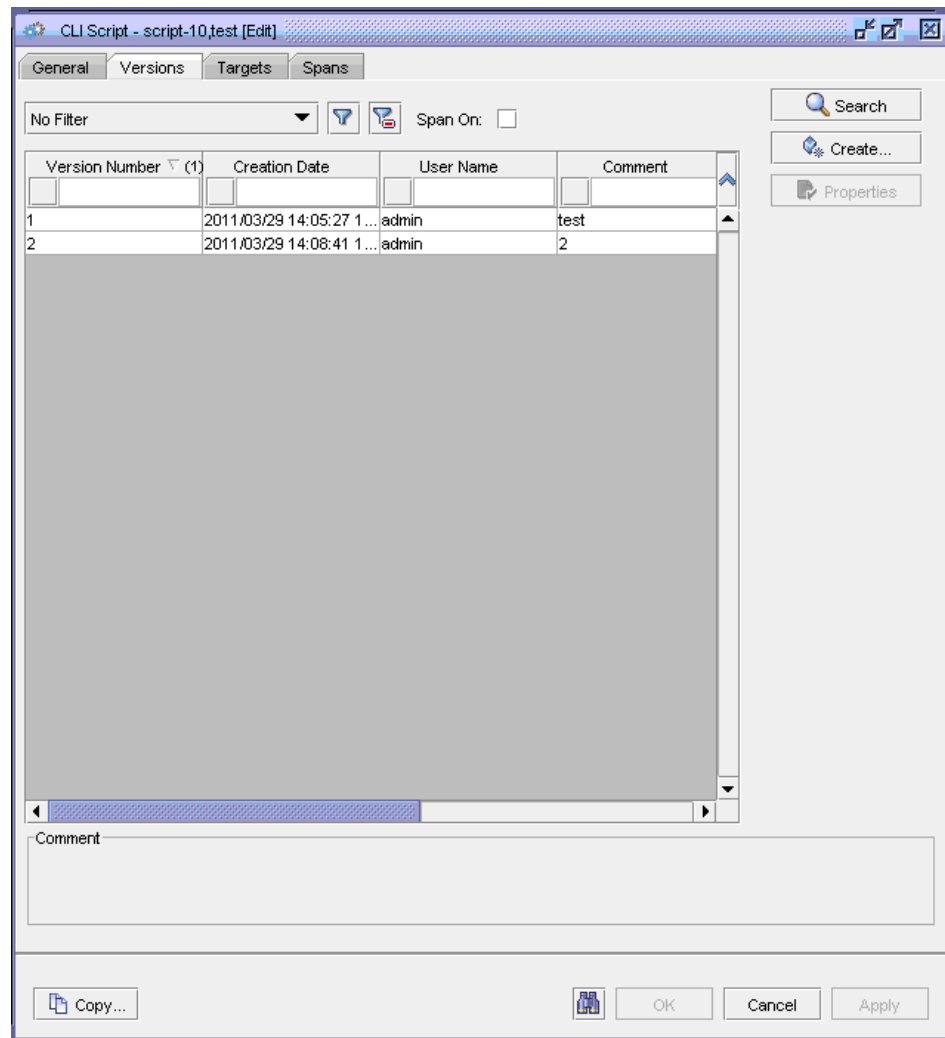 CLI Script - script-10,test [Edit]
General Versions Targets Spans
No Filter Span On:
Search
Create...
Properties
Version Number (1) Creation Date User Name Comment
1 2011/03/29 14:05:27 1... admin test
2 2011/03/29 14:08:41 1... admin 2
Comment
Copy... OK Cancel Apply